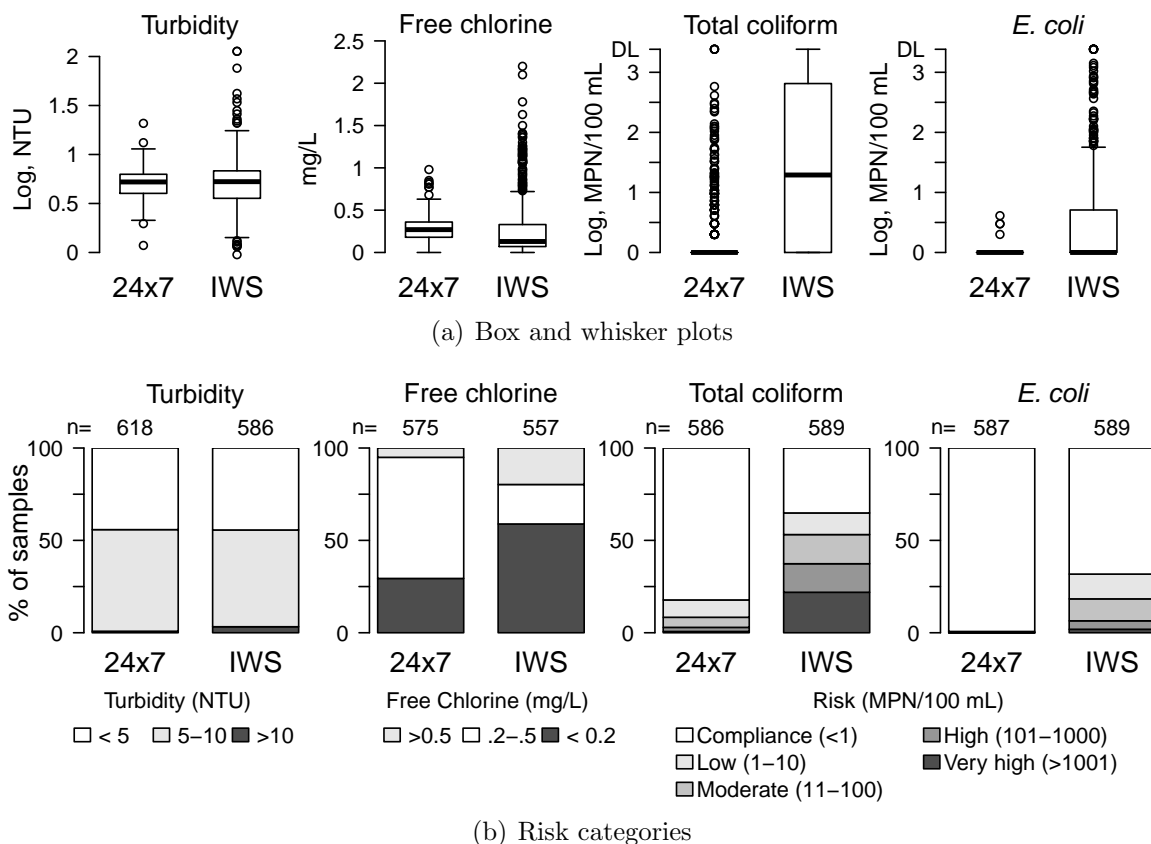 Turbidity Free chlorine Total coliform E. coli
Log, NTU
2
1.5
1
0.5
0
24x7 IWS
mg/L
2.5
2
1.5
1
0.5
0
24x7 IWS
Log, MPN/100 mL
DL
3
2
1
0
24x7 IWS
Log, MPN/100 mL
DL
3
2
1
0
24x7 IWS
(a) Box and whisker plots
Turbidity Free chlorine Total coliform E. coli
n= 618 586 n= 575 557 n= 586 589 n= 587 589
% of samples
100
50
0
100
50
0
100
50
0
100
50
0
24x7 IWS 24x7 IWS 24x7 IWS 24x7 IWS
Turbidity (NTU) Free Chlorine (mg/L) Risk (MPN/100 mL)
< 5 5−10 >10 >0.5 .2−.5 < 0.2
Compliance (<1) High (101−1000)
Low (1−10) Very high (>1001)
Moderate (11−100)
(b) Risk categories